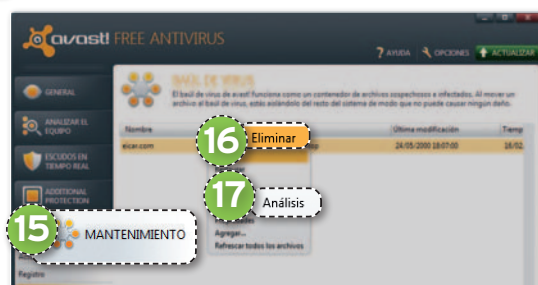 avast! FREE ANTIVIRUS
? AYUDA OPCIONES ACTUALIZAR
GENERAL
BAÚL DE VIRUS
El baúl de virus de avast! funciona como un contenedor de archivos sospechosos o infectados. Al mover un
archivo al baúl de virus, estás aislándolo del resto del sistema de modo que no puede causar ningún daño.
ANALIZAR EL
EQUIPO
Nombre Última modificación Tiemp
eicar.com 24/05/2000 18:07:00 16/02
16 Eliminar
ESCUDOS EN
TIEMPO REAL
ADDITIONAL
PROTECTION
17 Análisis
15 MANTENIMIENTO
Propiedades
Agregar...
Refrescar todos los archivos
Registro